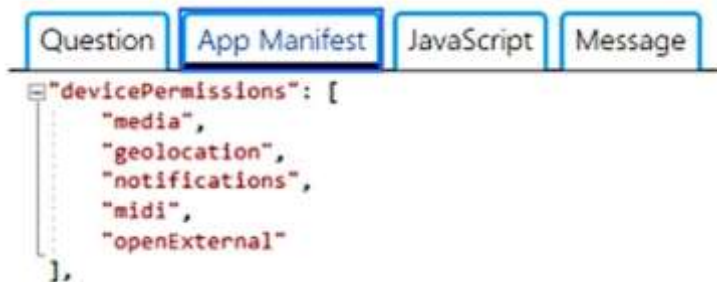 Question App Manifest JavaScript Message
"devicePermissions": [
"media",
"geolocation",
"notifications",
"midi",
"openExternal"
],